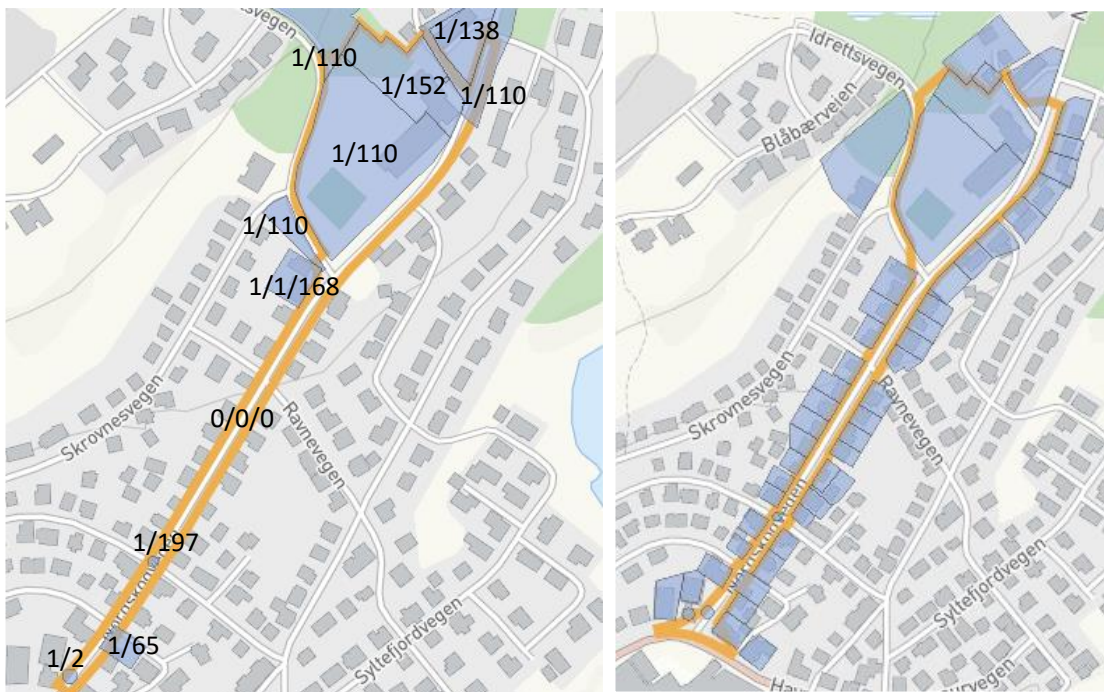 1/138
1/110
1/152
1/110
1/110
1/110
1/1/168
Skrovnesvegen
0/0/0
Ravnevegen
1/197
1/65
1/2
Syltefjordvegen
Idrettsvegen
Blåbærveien
Skrovnesvegen
Ravnevegen
Syltefjordvegen